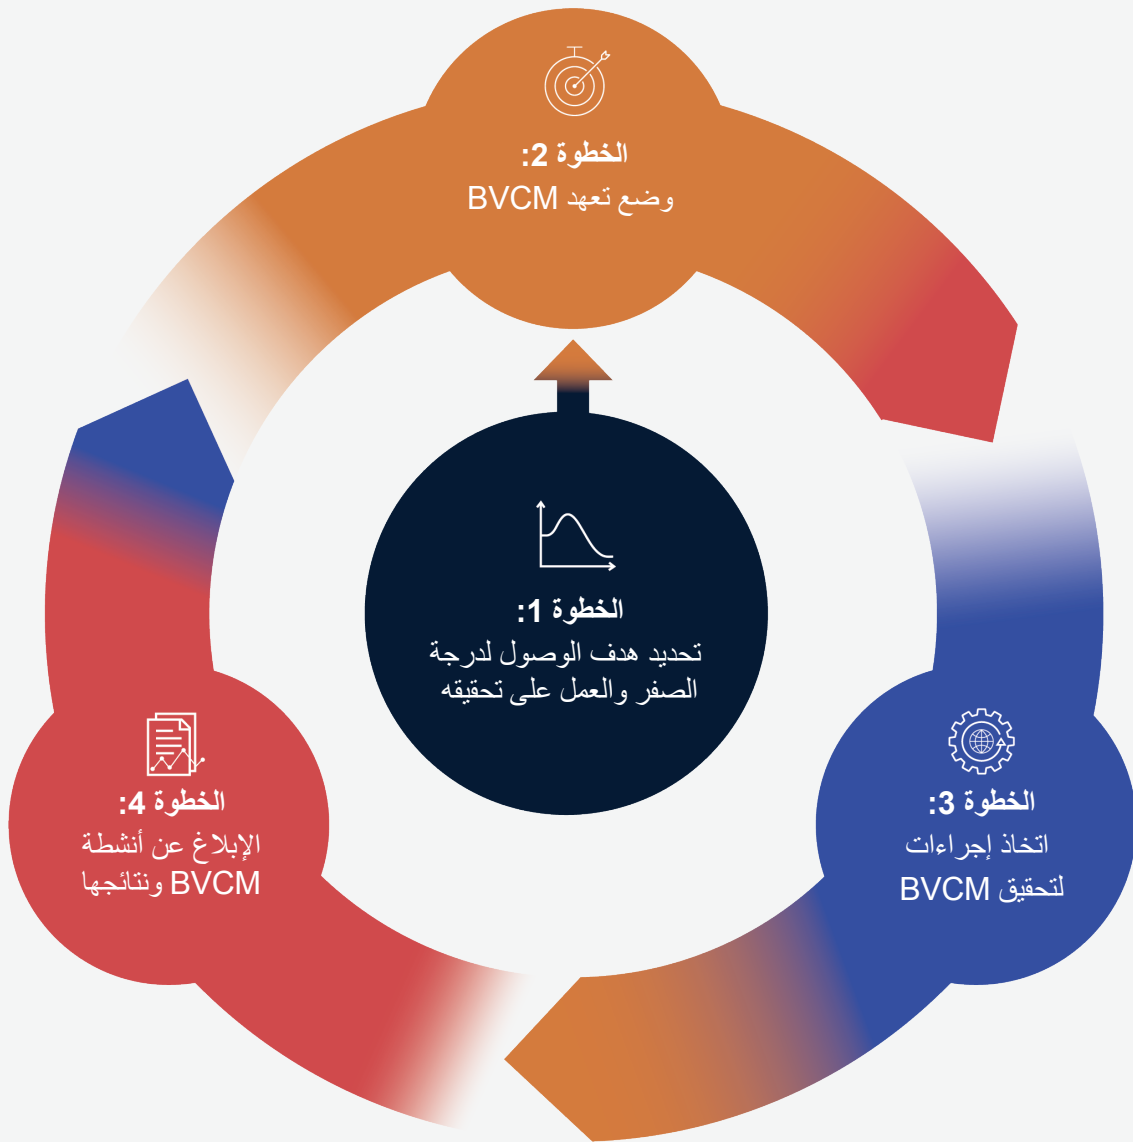 الخطوة 2:
وضع تعهد BVCM
الخطوة 1:
تحديد هدف الوصول لدرجة
الصفر والعمل على تحقيقه
الخطوة 3:
اتخاذ إجراءات
لتحقيق BVCM
الخطوة 4:
الإبلاغ عن أنشطة
BVCM ونتائجها